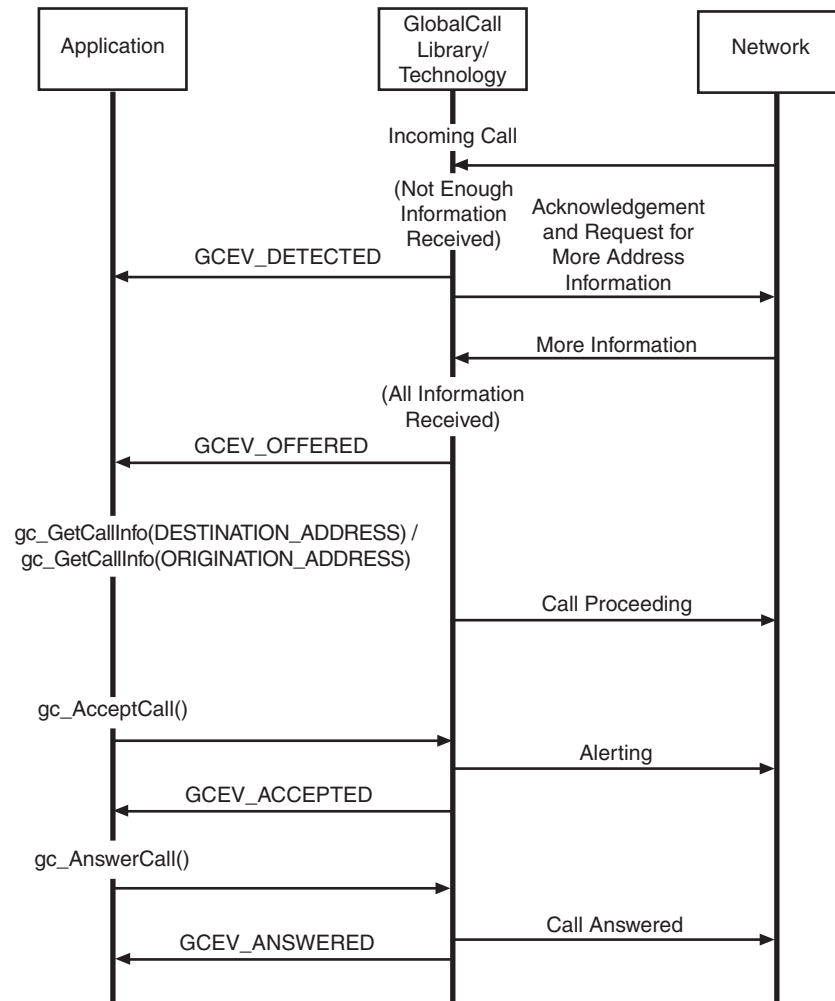 Application
GlobalCall
Library/
Technology
Network
Incoming Call
(Not Enough
Information
Received)
Acknowledgement
and Request for
More Address
Information
GCEV_DETECTED
More Information
(All Information
Received)
GCEV_OFFERED
gc_GetCallInfo(DESTINATION_ADDRESS) /
gc_GetCallInfo(ORIGINATION_ADDRESS)
Call Proceeding
gc_AcceptCall()
Alerting
GCEV_ACCEPTED
gc_AnswerCall()
Call Answered
GCEV_ANSWERED